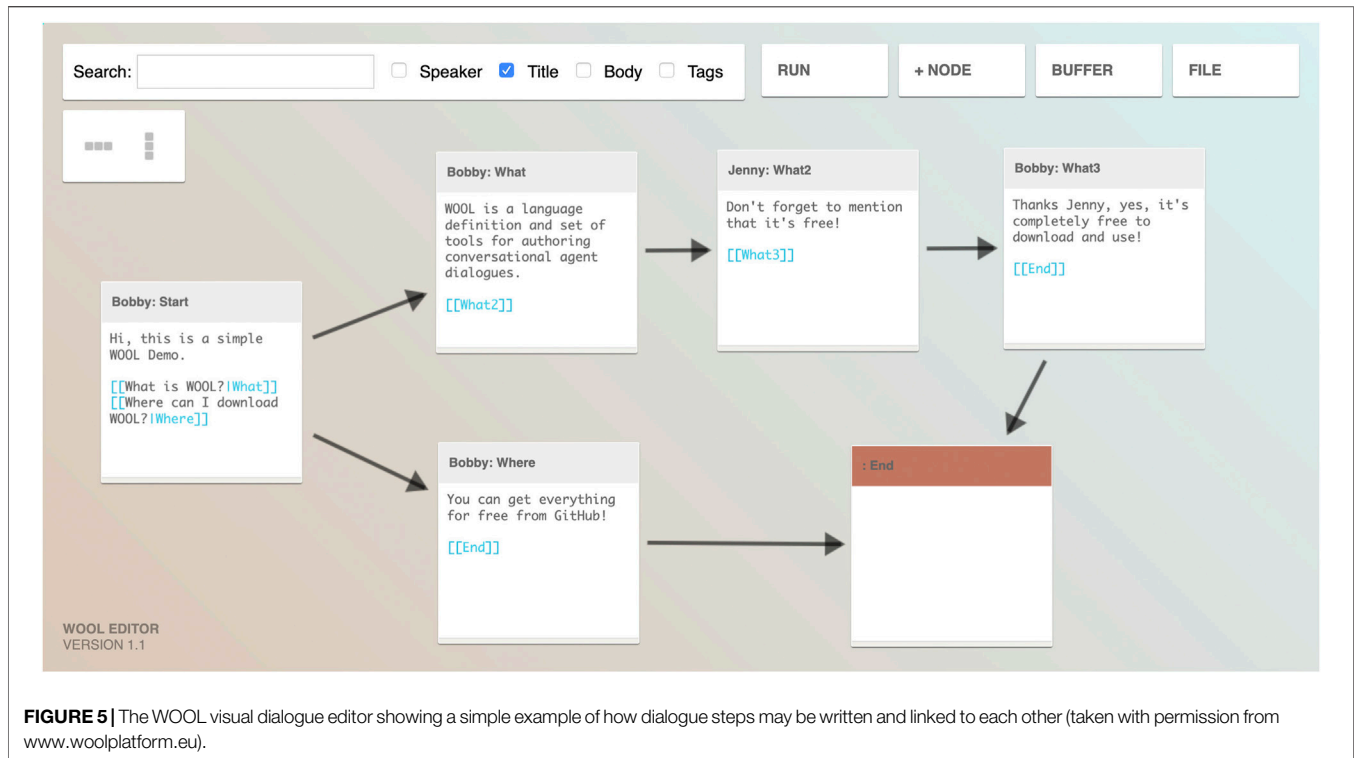 Search:
Speaker Title Body Tags
RUN
+ NODE
BUFFER
FILE
Bobby: Start
Hi, this is a simple
WOOL Demo.
[[What is WOOL?|What]]
[[Where can I download
WOOL?|Where]]
Bobby: What
WOOL is a language
definition and set of
tools for authoring
conversational agent
dialogues.
[[What2]]
Jenny: What2
Don't forget to mention
that it's free!
[[What3]]
Bobby: What3
Thanks Jenny, yes, it's
completely free to
download and use!
[[End]]
Bobby: Where
You can get everything
for free from GitHub!
[[End]]
: End
WOOL EDITOR
VERSION 1.1
FIGURE 5 | The WOOL visual dialogue editor showing a simple example of how dialogue steps may be written and linked to each other (taken with permission from
www.woolplatform.eu).